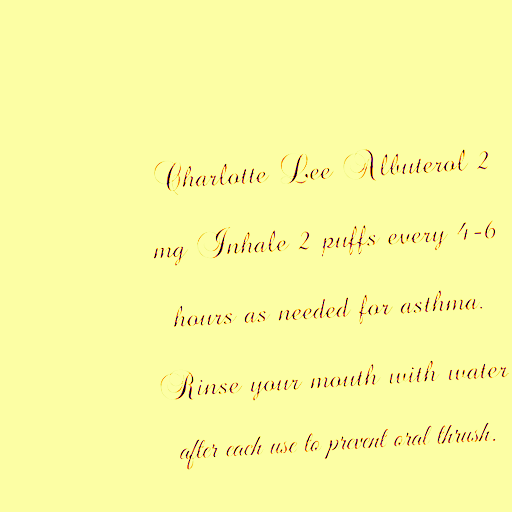 Charlotte Lee Albuterol 2
mg Inhale 2 puffs every 4-6
hours as needed for asthma.
Rinse your mouth with water
after each use to prevent oral thrush.